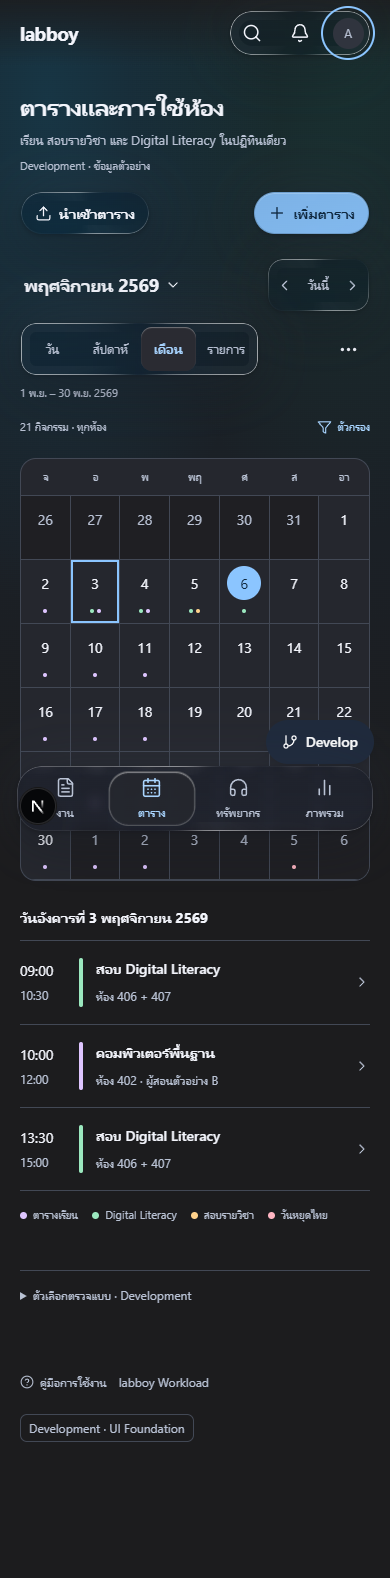 labboy
A
ตารางและการใช้ห้อง
เรียน สอบรายวิชา และ Digital Literacy ในปฏิทินเดียว
Development · ข้อมูลตัวอย่าง
นำเข้าตาราง
เพิ่มตาราง
พฤศจิกายน 2569
วันนี้
วัน สัปดาห์ เดือน รายการ
1 พ.ย. – 30 พ.ย. 2569
21 กิจกรรม · ทุกห้อง
ตัวกรอง
จ อ พ พฤ ศ ส อา
26 27 28 29 30 31 1
2 3 4 5 6 7 8
9 10 11 12 13 14 15
16 17 18 19 20 21 22
Develop
N
งาน ตาราง ทรัพยากร ภาพรวม
30 1 2 3 4 5 6
วันอังคารที่ 3 พฤศจิกายน 2569
09:00 สอบ Digital Literacy
10:30 ห้อง 406 + 407
10:00 คอมพิวเตอร์พื้นฐาน
12:00 ห้อง 402 · ผู้สอนตัวอย่าง B
13:30 สอบ Digital Literacy
15:00 ห้อง 406 + 407
ตารางเรียน Digital Literacy สอบรายวิชา วันหยุดไทย
ตัวเลือกตรวจแบบ · Development
คู่มือการใช้งาน labboy Workload
Development · UI Foundation